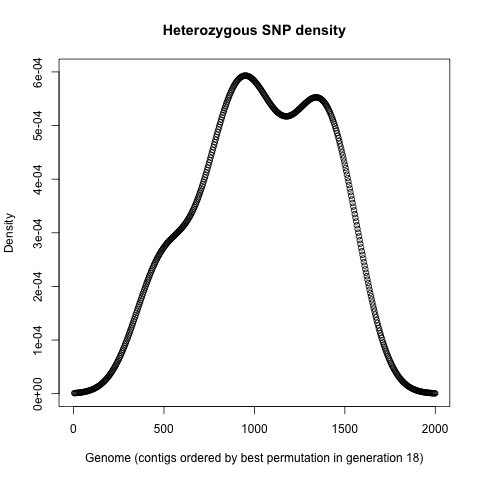 Heterozygous SNP density
Density
6e-04
5e-04
4e-04
3e-04
2e-04
1e-04
0e+00
0 500 1000 1500 2000
Genome (contigs ordered by best permutation in generation 18)